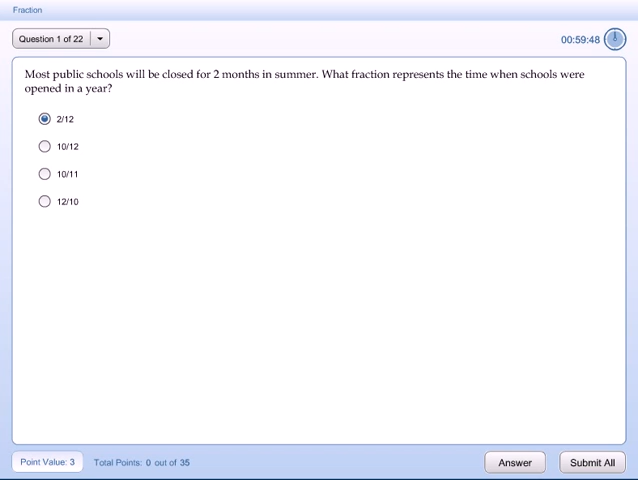 Fraction
Question 1 of 22
00:59:48
Most public schools will be closed for 2 months in summer. What fraction represents the time when schools were
opened in a year?
2/12
10/12
10/11
12/10
Point Value: 3
Total Points: 0 out of 35
Answer
Submit All